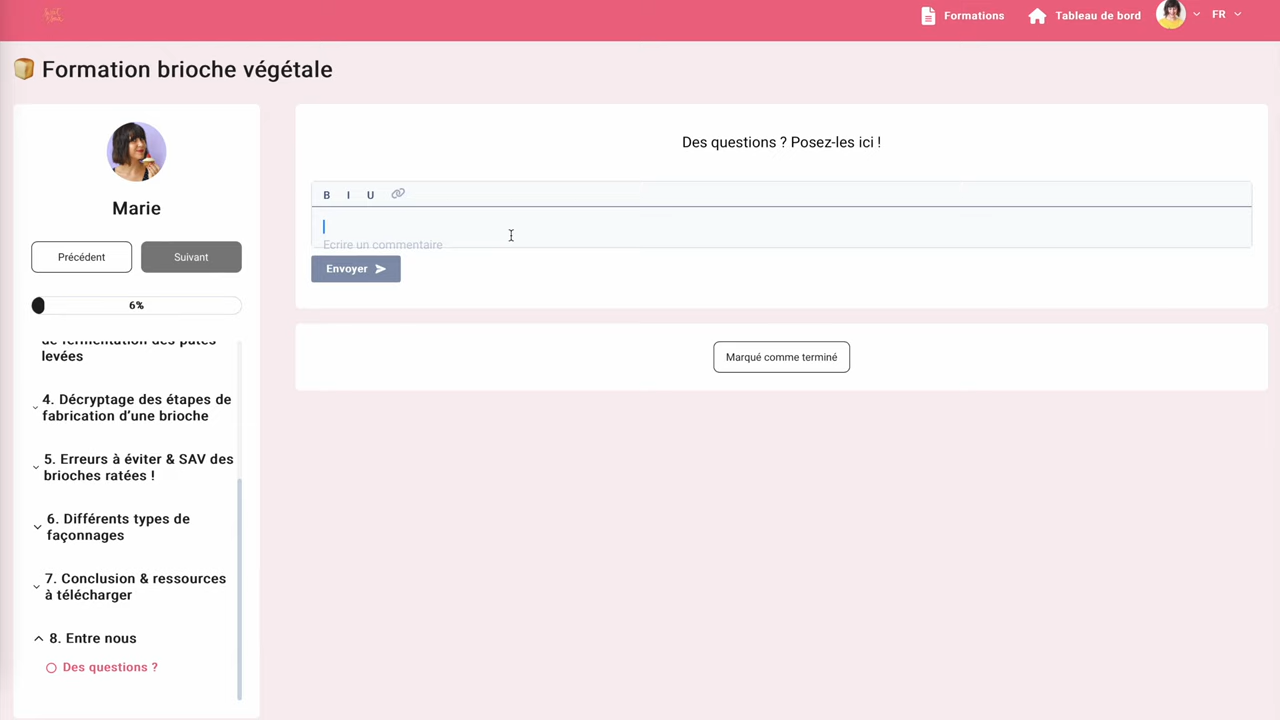 Formations
Tableau de bord
FR
Formation brioche végétale
Marie
Précédent
Suivant
6%
de fermentation des pâtes
levées
4. Décryptage des étapes de
fabrication d'une brioche
5. Erreurs à éviter & SAV des
brioches ratées !
6. Différents types de
façonnages
7. Conclusion & ressources
à télécharger
8. Entre nous
Des questions ?
Des questions ? Posez-les ici !
B I U
Ecrire un commentaire
Envoyer
Marqué comme terminé